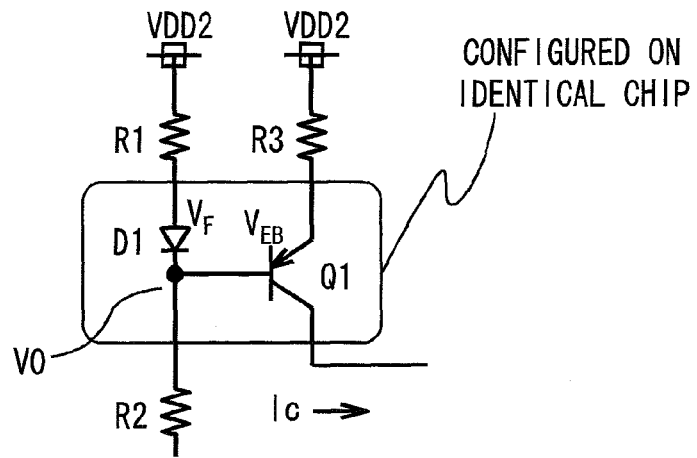 VDD2 VDD2
CONFIGURED ON
IDENTICAL CHIP
R1 R3
VF VEB
D1 Q1
V0
R2 Ic